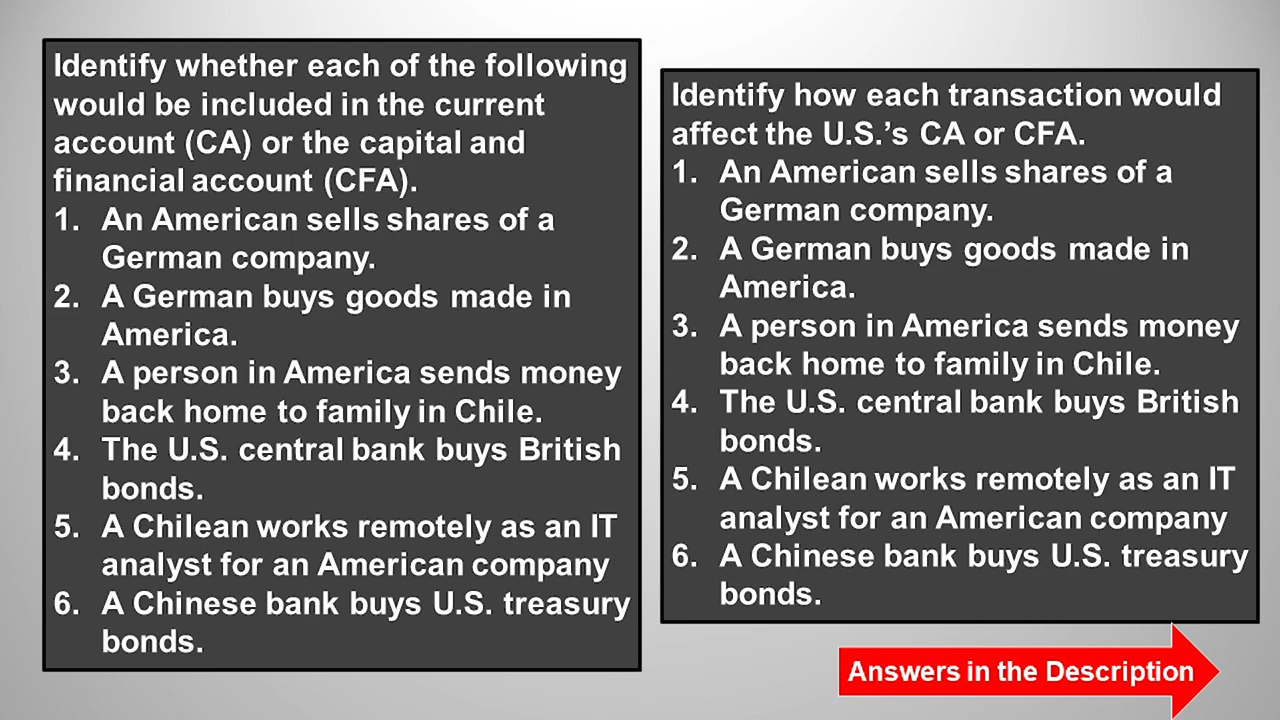 Identify whether each of the following
would be included in the current
account (CA) or the capital and
financial account (CFA).
1. An American sells shares of a
German company.
2. A German buys goods made in
America.
3. A person in America sends money
back home to family in Chile.
4. The U.S. central bank buys British
bonds.
5. A Chilean works remotely as an IT
analyst for an American company
6. A Chinese bank buys U.S. treasury
bonds.
Identify how each transaction would
affect the U.S.’s CA or CFA.
1. An American sells shares of a
German company.
2. A German buys goods made in
America.
3. A person in America sends money
back home to family in Chile.
4. The U.S. central bank buys British
bonds.
5. A Chilean works remotely as an IT
analyst for an American company
6. A Chinese bank buys U.S. treasury
bonds.
Answers in the Description